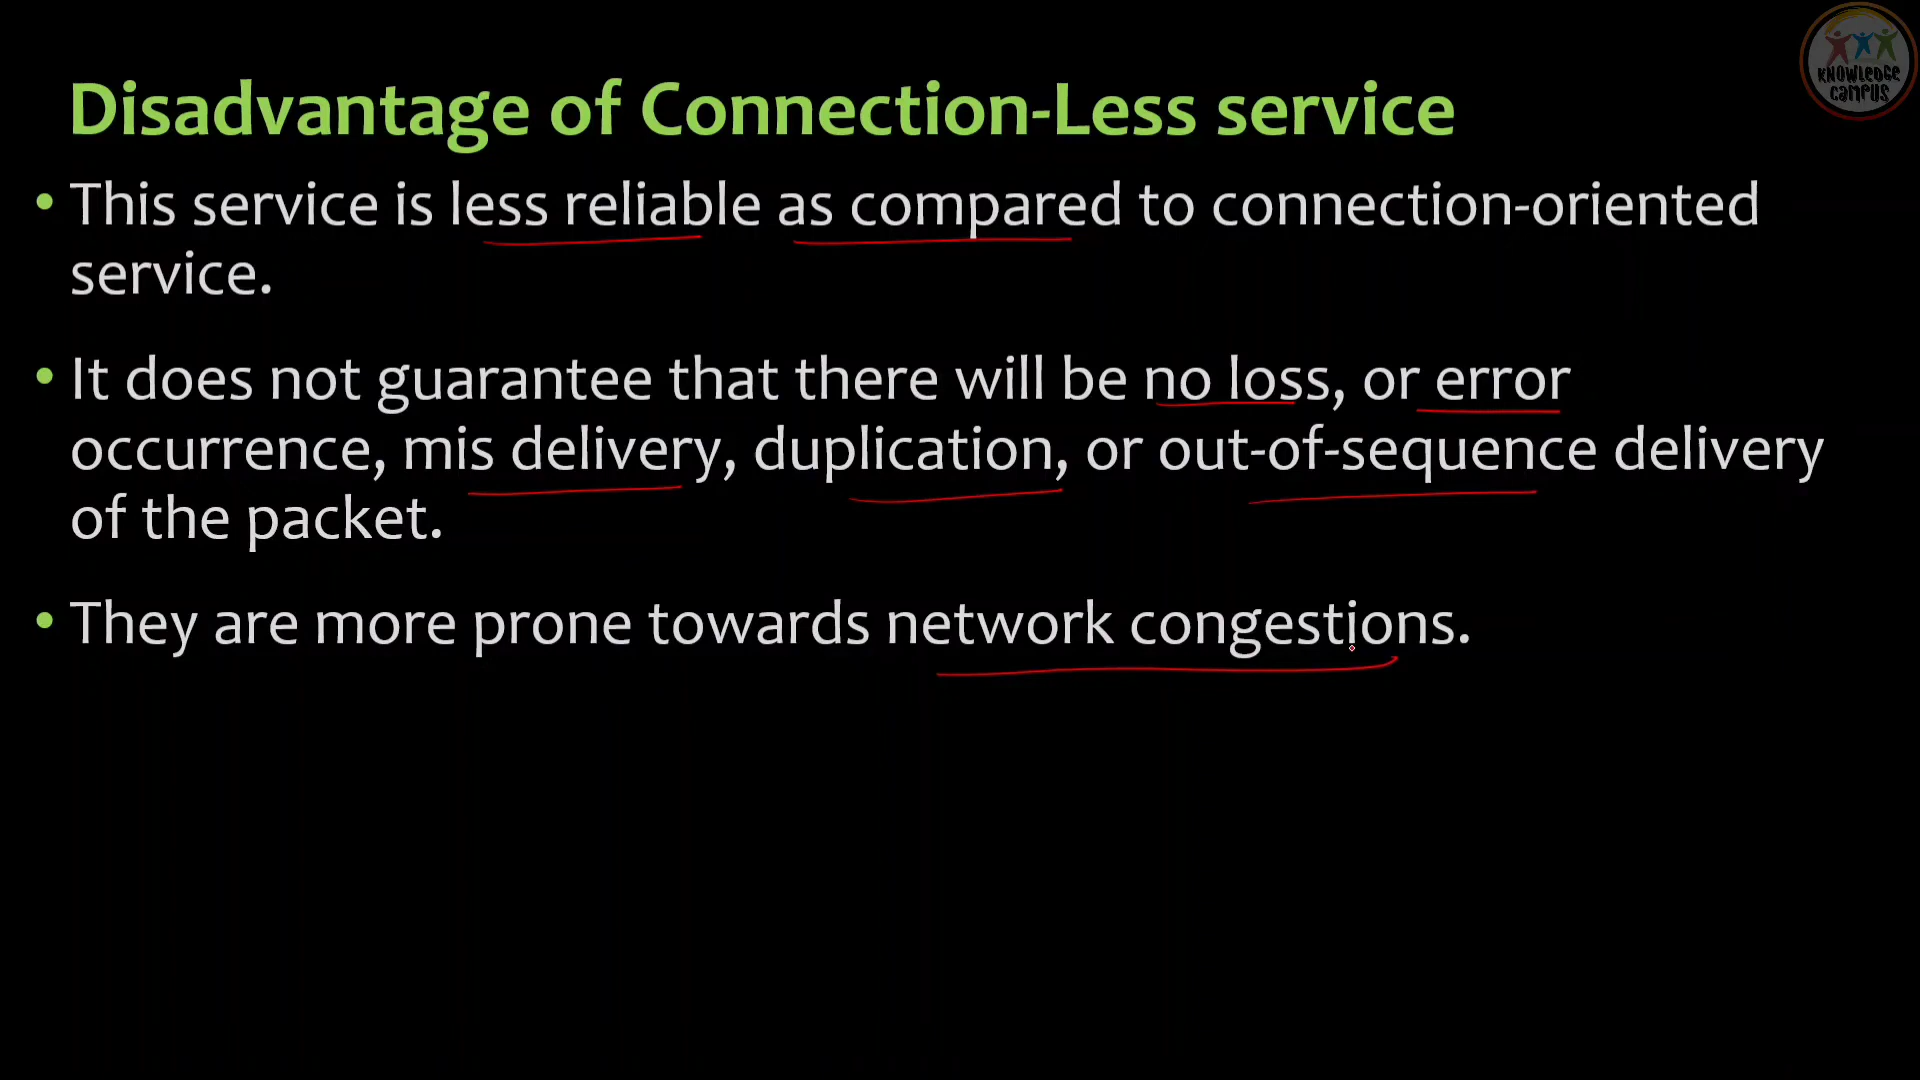 KNOWLEDGE
CAMPUS
Disadvantage of Connection-Less service
• This service is less reliable as compared to connection-oriented
service.
• It does not guarantee that there will be no loss, or error
occurrence, mis delivery, duplication, or out-of-sequence delivery
of the packet.
• They are more prone towards network congestions.